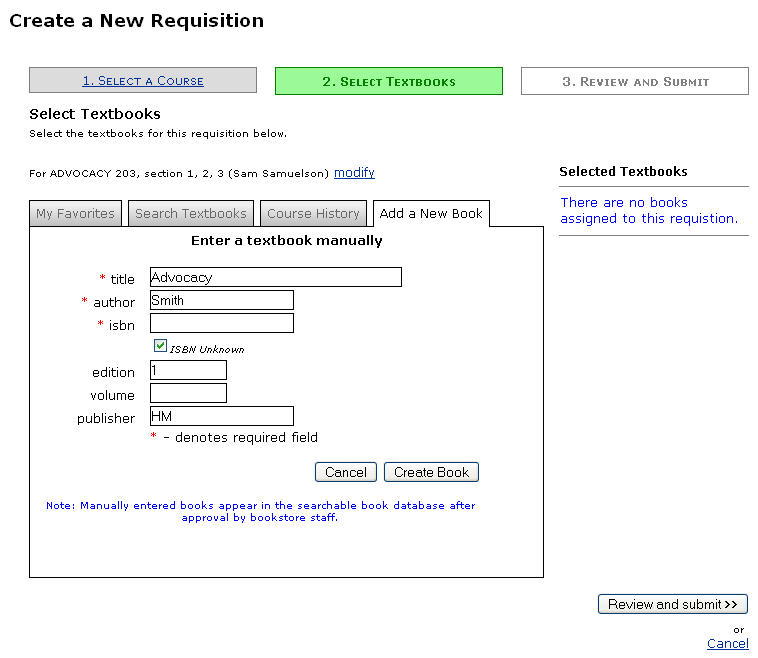 Create a New Requisition
1. Select a Course
2. Select Textbooks
3. Review and Submit
Select Textbooks
Select the textbooks for this requisition below.
For ADVOCACY 203, section 1, 2, 3 (Sam Samuelson) modify
My Favorites
Search Textbooks
Course History
Add a New Book
Enter a textbook manually
* title Advocacy
* author Smith
* isbn
ISBN Unknown
edition 1
volume
publisher HM
* - denotes required field
Cancel
Create Book
Note: Manually entered books appear in the searchable book database after
approval by bookstore staff.
Selected Textbooks
There are no books
assigned to this requistion.
Review and submit >>
or
Cancel